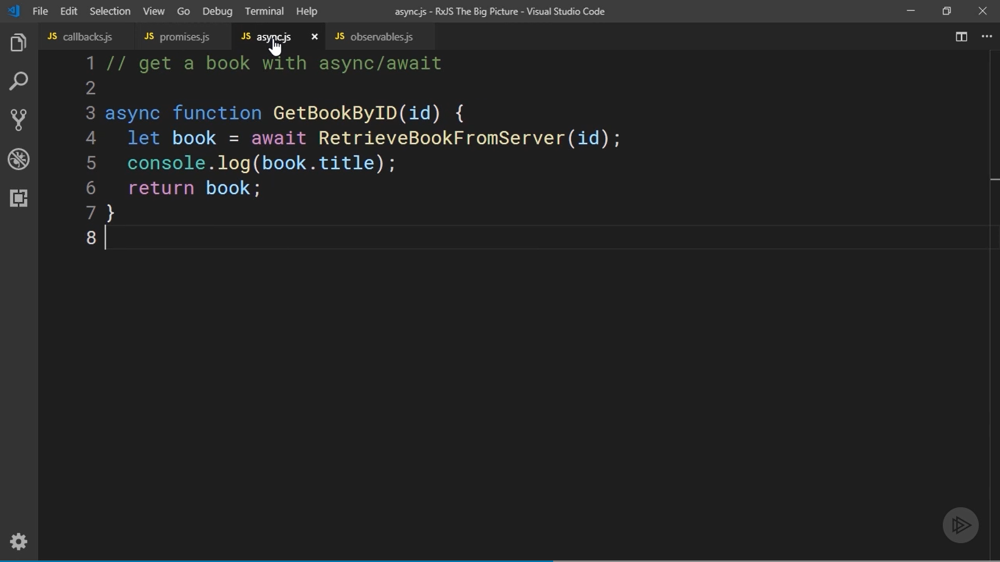 File Edit Selection View Go Debug Terminal Help async.js - RxJS The Big Picture - Visual Studio Code
JS callbacks.js JS promises.js JS async.js JS observables.js
1 // get a book with async/await
2
3 async function GetBookByID(id) {
4 let book = await RetrieveBookFromServer(id);
5 console.log(book.title);
6 return book;
7 }
8